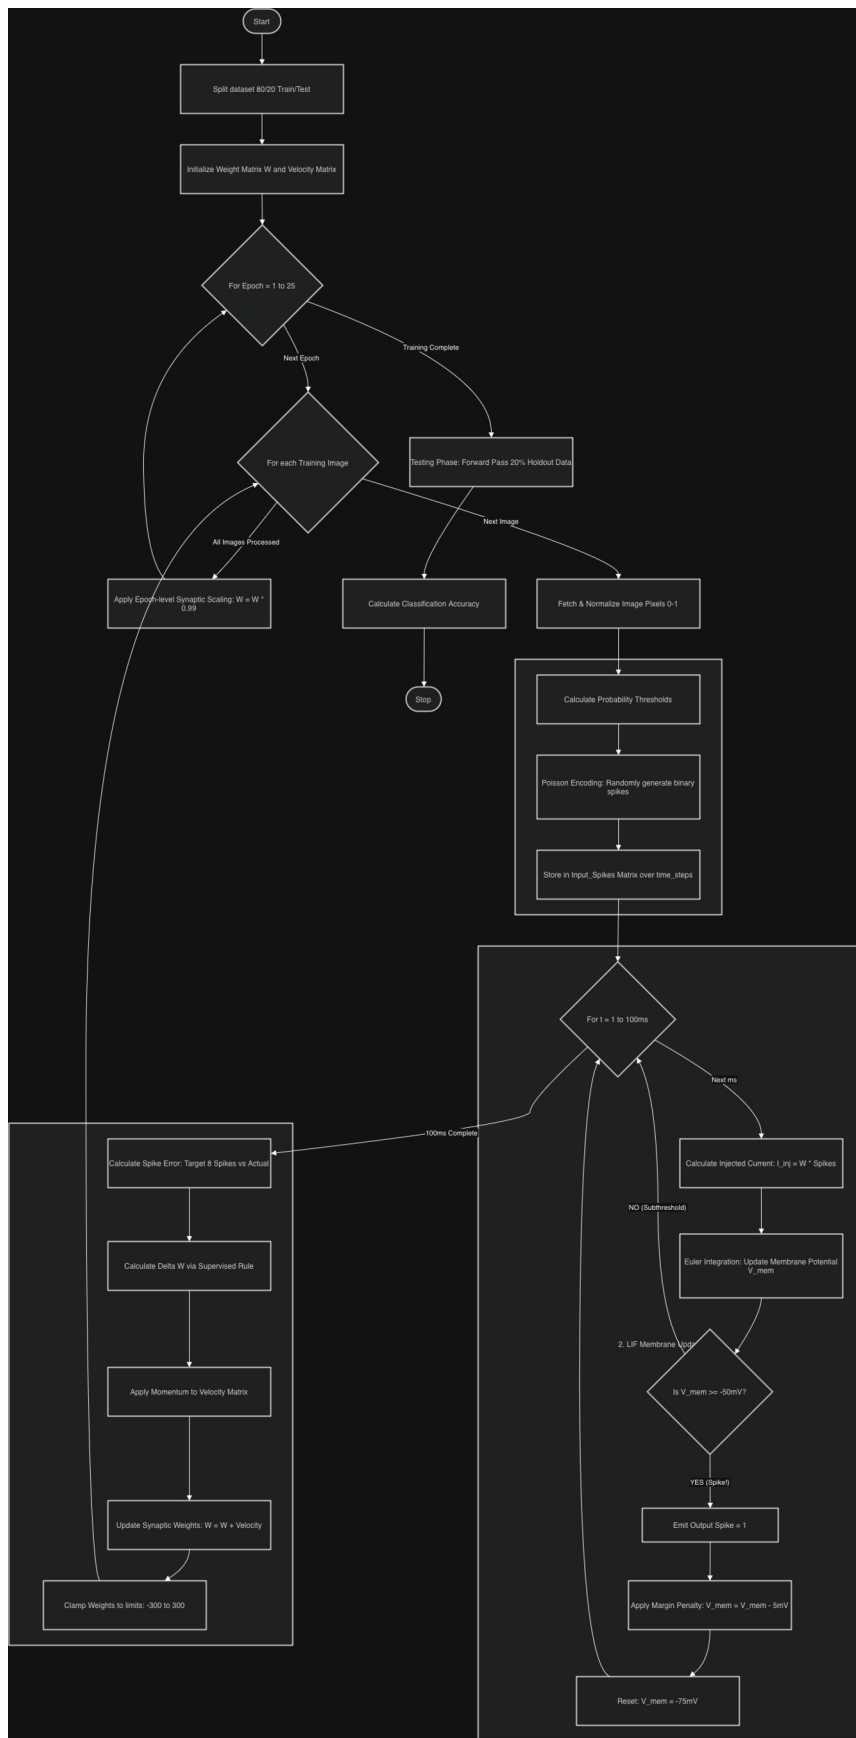 Start
Split dataset 80/20 Train/Test
Initialize Weight Matrix W and Velocity Matrix
For Epoch = 1 to 25
Next Epoch
Training Complete
For each Training Image
Testing Phase: Forward Pass 20% Holdout Data
All Images Processed
Next Image
Apply Epoch-level Synaptic Scaling: W = W *
0.99
Calculate Classification Accuracy
Fetch & Normalize Image Pixels 0-1
Stop
Calculate Probability Thresholds
Poisson Encoding: Randomly generate binary
spikes
Store in Input_Spikes Matrix over time_steps
For t = 1 to 100ms
Next ms
100ms Complete
Calculate Spike Error: Target 8 Spikes vs Actual
Calculate Injected Current: I_inj = W * Spikes
NO (Subthreshold)
Calculate Delta W via Supervised Rule
Euler Integration: Update Membrane Potential
V_mem
2. LIF Membrane Upda
Is V_mem >= -50mV?
Apply Momentum to Velocity Matrix
YES (Spike!)
Update Synaptic Weights: W = W + Velocity
Emit Output Spike = 1
Clamp Weights to limits: -300 to 300
Apply Margin Penalty: V_mem = V_mem - 5mV
Reset: V_mem = -75mV